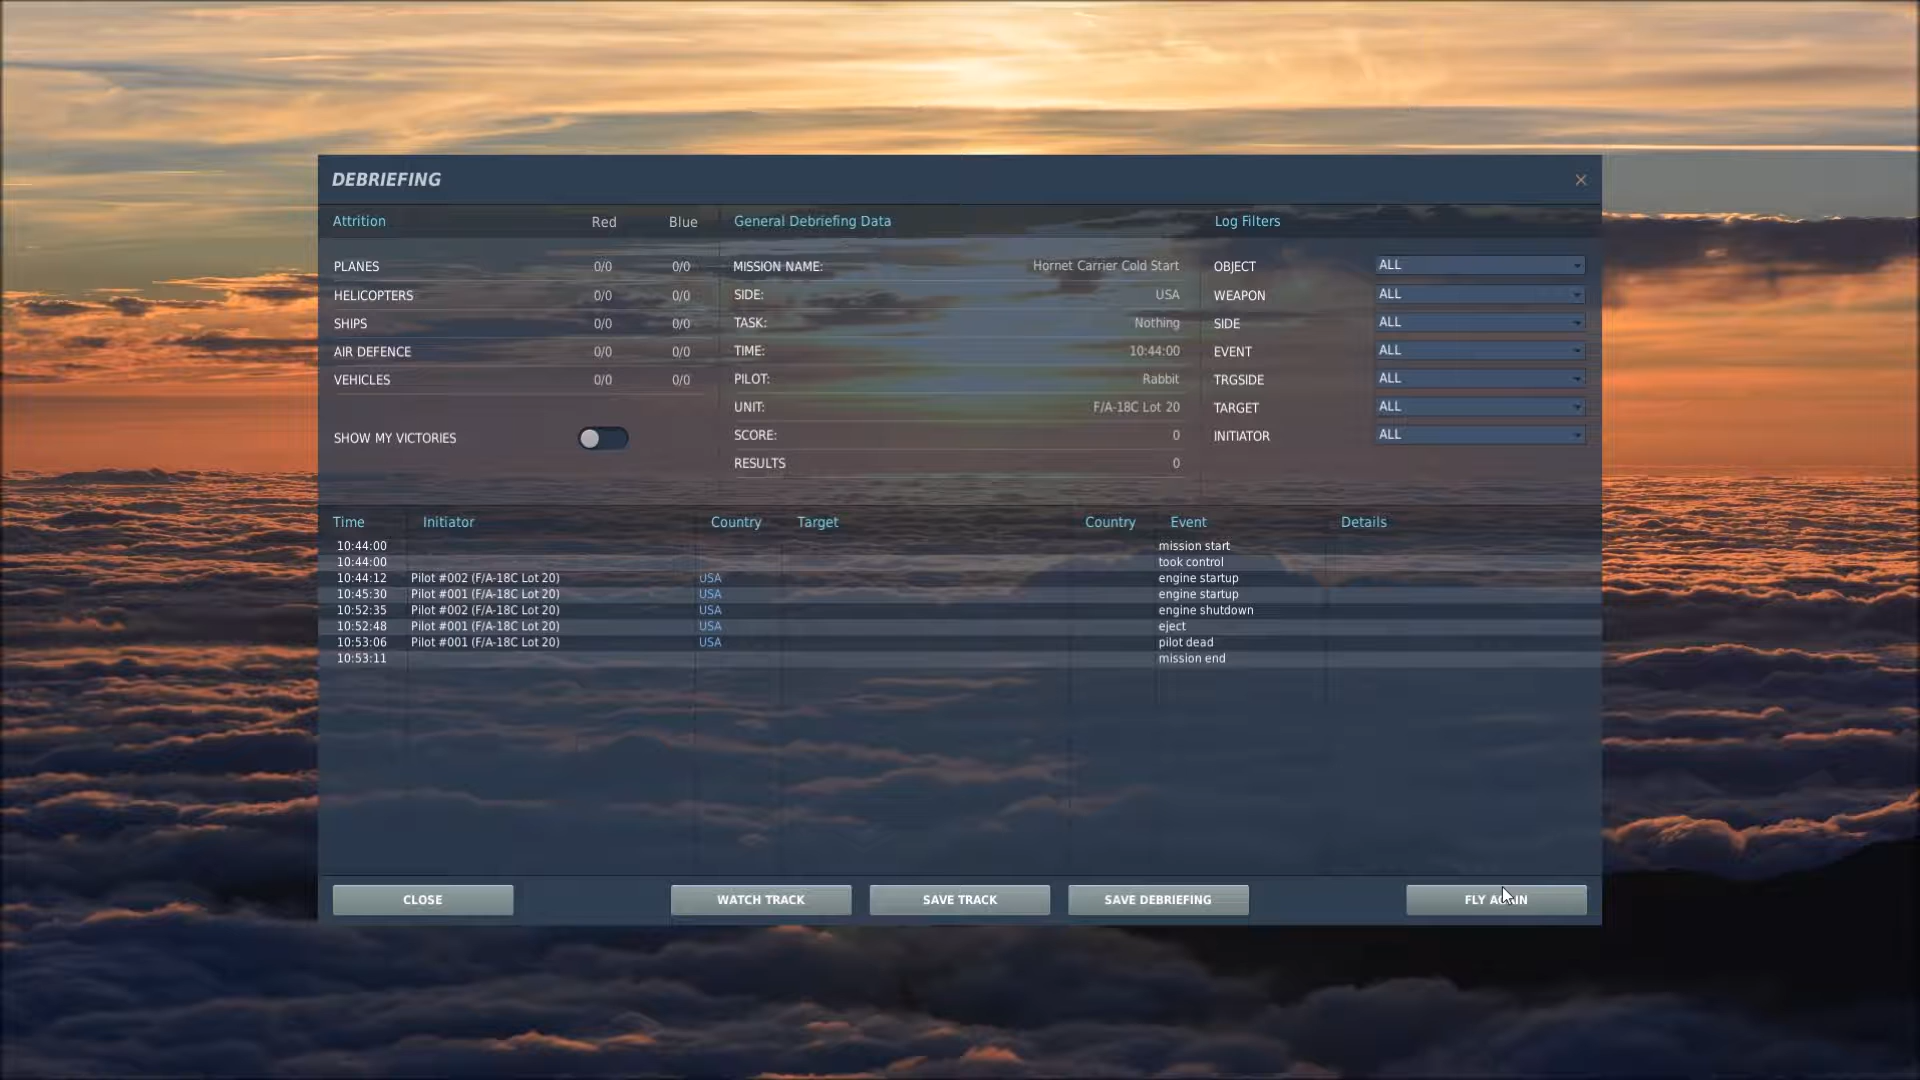 DEBRIEFING
Attrition Red Blue General Debriefing Data Log Filters
PLANES 0/0 0/0 MISSION NAME: Hornet Carrier Cold Start OBJECT ALL
HELICOPTERS 0/0 0/0 SIDE: USA WEAPON ALL
SHIPS 0/0 0/0 TASK: Nothing SIDE ALL
AIR DEFENCE 0/0 0/0 TIME: 10:44:00 EVENT ALL
VEHICLES 0/0 0/0 PILOT: Rabbit TRGSIDE ALL
UNIT: F/A-18C Lot 20 TARGET ALL
SHOW MY VICTORIES SCORE: 0 INITIATOR ALL
RESULTS 0
Time Initiator Country Target Country Event Details
10:44:00 mission start
10:44:00 took control
10:44:12 Pilot #002 (F/A-18C Lot 20) USA engine startup
10:45:30 Pilot #001 (F/A-18C Lot 20) USA engine startup
10:52:35 Pilot #002 (F/A-18C Lot 20) USA engine shutdown
10:52:48 Pilot #001 (F/A-18C Lot 20) USA eject
10:53:06 Pilot #001 (F/A-18C Lot 20) USA pilot dead
10:53:11 mission end
CLOSE WATCH TRACK SAVE TRACK SAVE DEBRIEFING FLY AGAIN